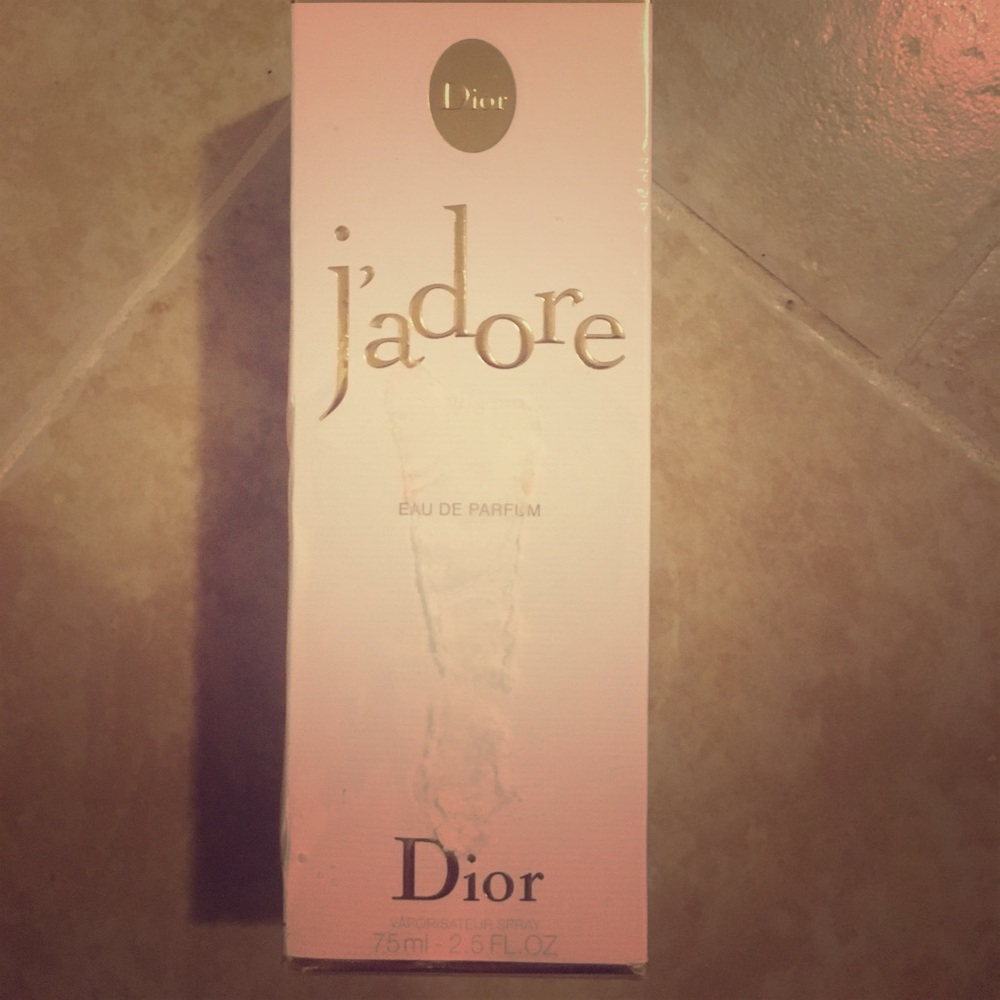 Dior
j'adore
EAU DE PARFUM
Dior
VAPORISATEUR SPRAY
75ml - 2.5 FL.OZ